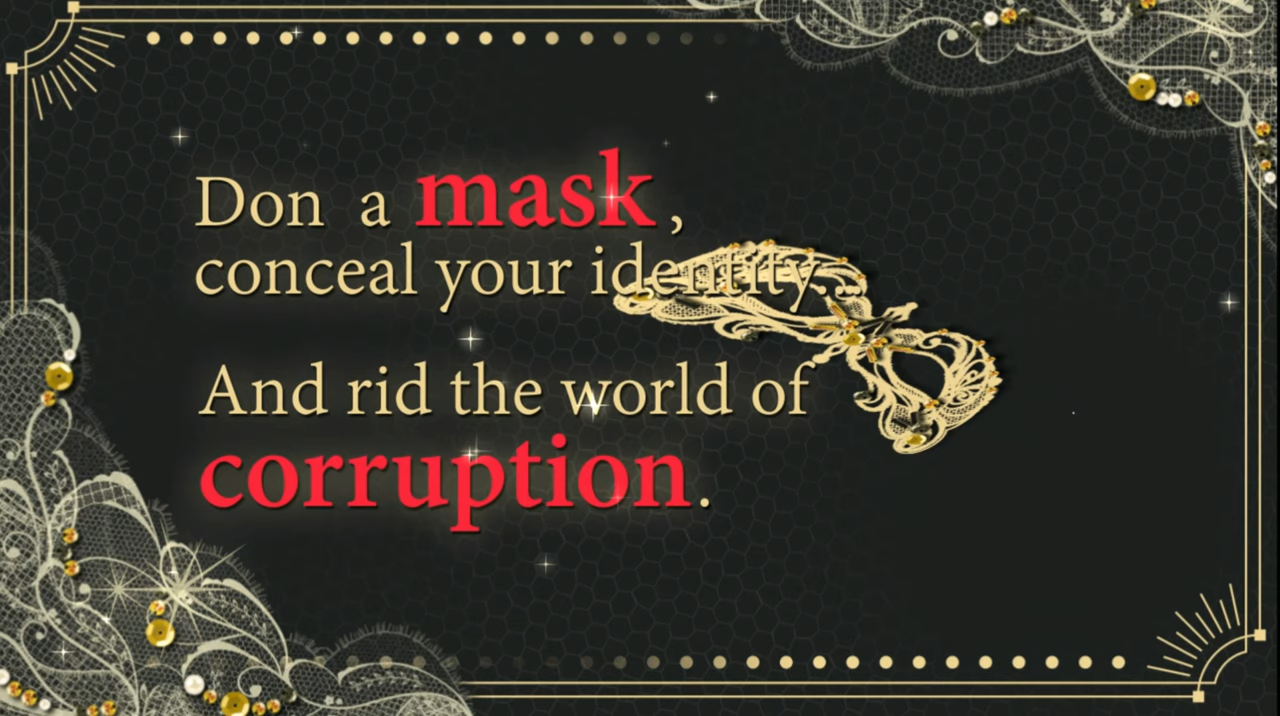 Don a mask,
conceal your identity.
And rid the world of
corruption.